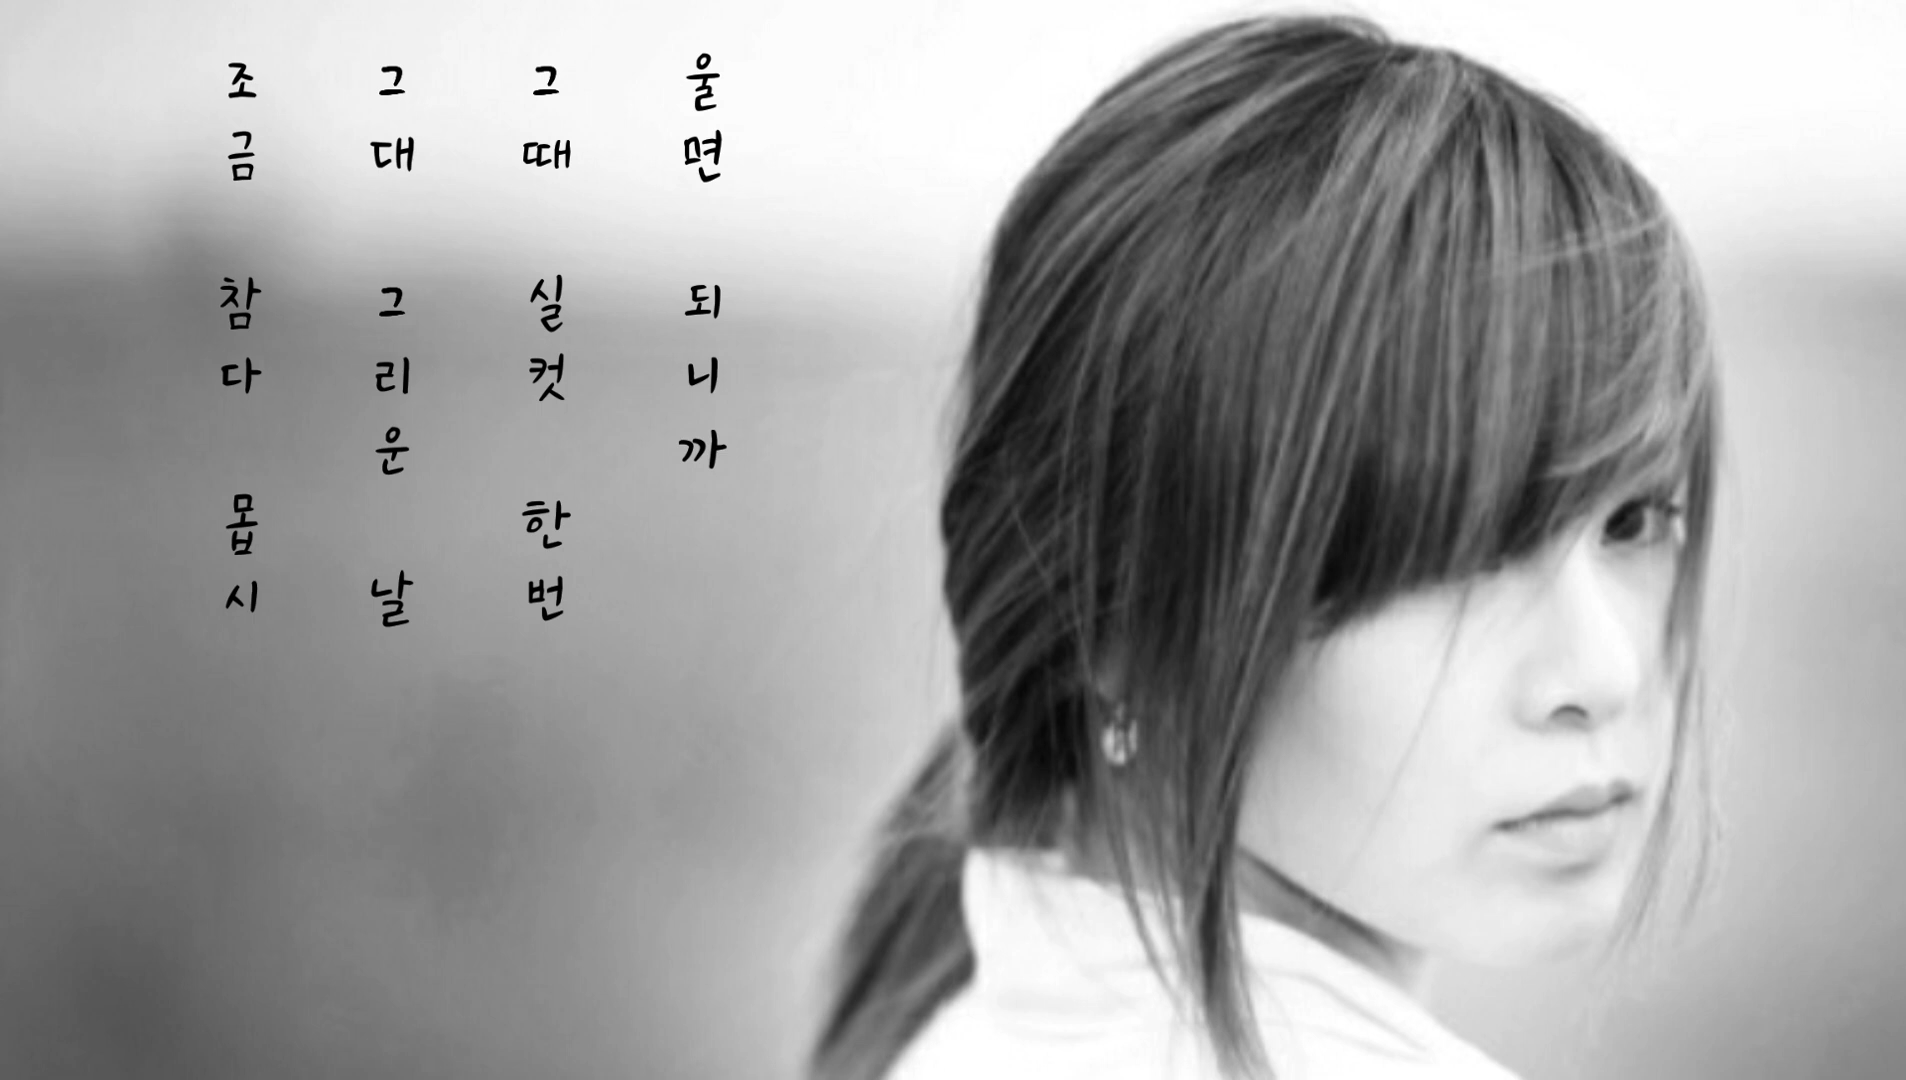 조금 참다 몹시
그대 그리운 날
그때 실컷 한번
울면 되니까